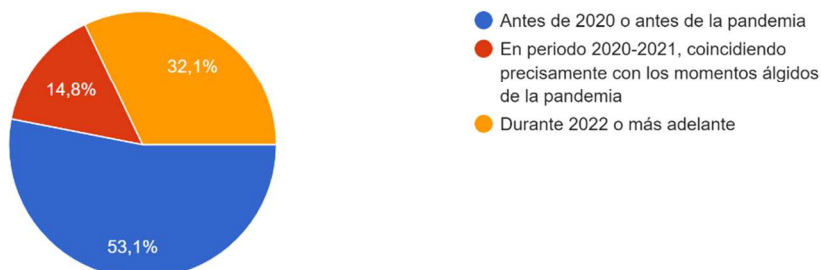 32,1%
14,8%
53,1%
Antes de 2020 o antes de la pandemia
En periodo 2020-2021, coincidiendo
precisamente con los momentos álgidos
de la pandemia
Durante 2022 o más adelante